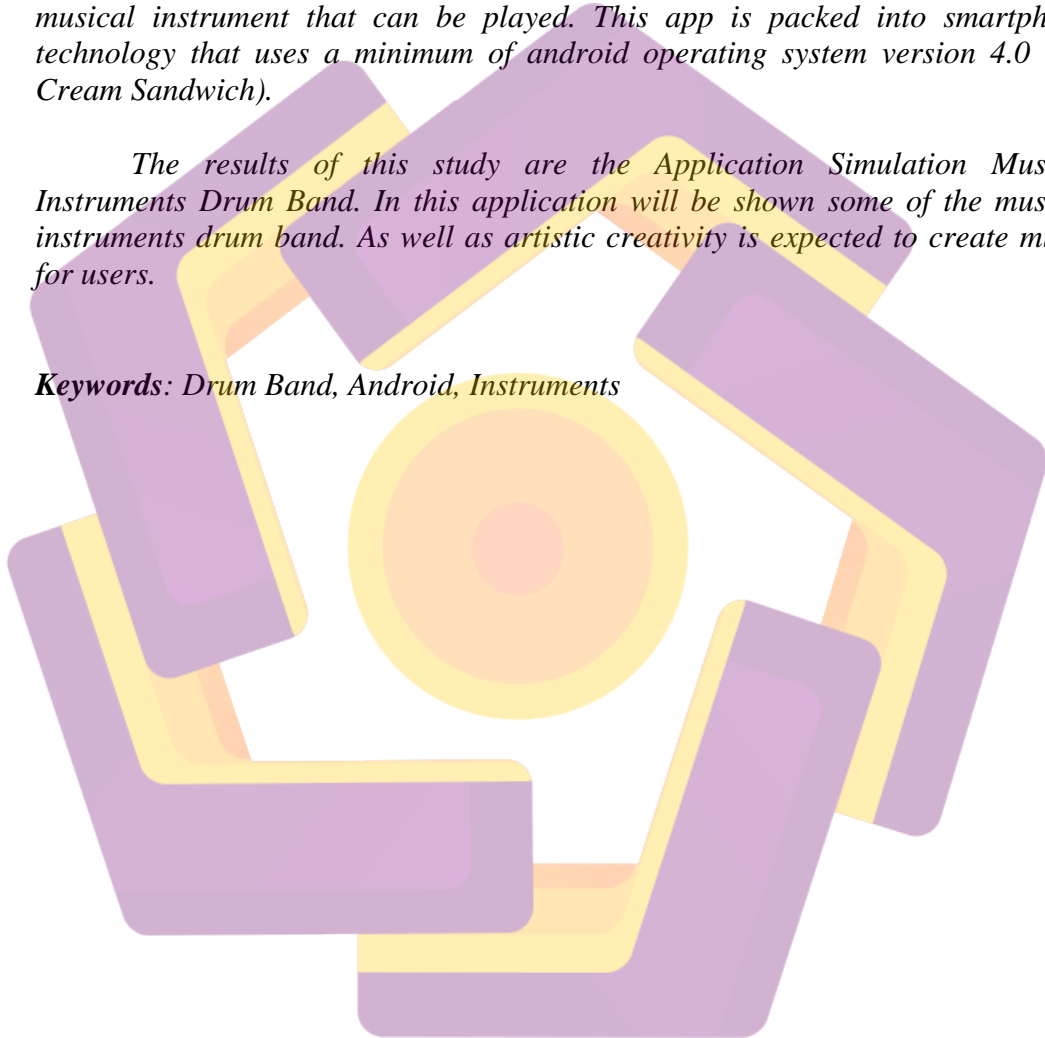 musical instrument that can be played. This app is packed into smartph
technology that uses a minimum of android operating system version 4.0
Cream Sandwich).
The results of this study are the Application Simulation Mus
Instruments Drum Band. In this application will be shown some of the mus
instruments drum band. As well as artistic creativity is expected to create m
for users.
Keywords: Drum Band, Android, Instruments